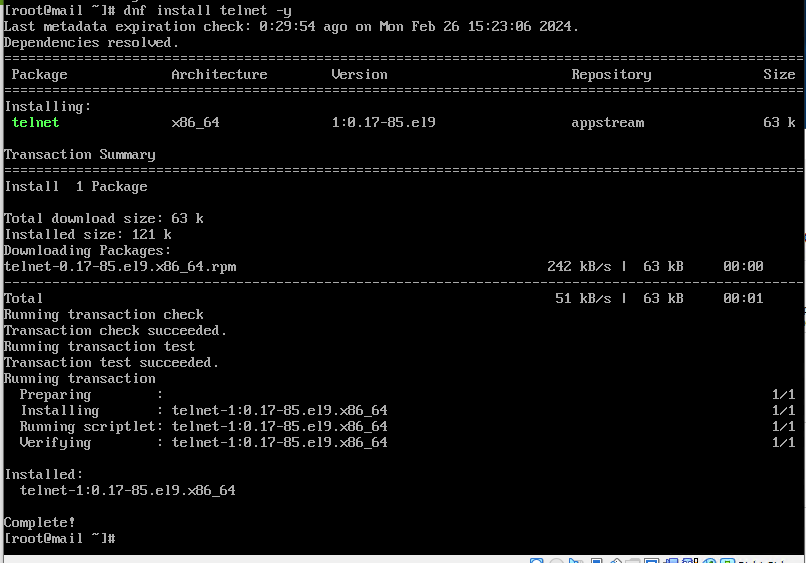 [root@mail ~]# dnf install telnet -y
Last metadata expiration check: 0:29:54 ago on Mon Feb 26 15:23:06 2024.
Dependencies resolved.
Package Architecture Version Repository Size
Installing:
telnet x86_64 1:0.17-85.el9 appstream 63 k
Transaction Summary
Install 1 Package
Total download size: 63 k
Installed size: 121 k
Downloading Packages:
telnet-0.17-85.el9.x86_64.rpm 242 kB/s | 63 kB 00:00
Total 51 kB/s | 63 kB 00:01
Running transaction check
Transaction check succeeded.
Running transaction test
Transaction test succeeded.
Running transaction
Preparing : 1/1
Installing : telnet-1:0.17-85.el9.x86_64 1/1
Running scriptlet: telnet-1:0.17-85.el9.x86_64 1/1
Verifying : telnet-1:0.17-85.el9.x86_64 1/1
Installed:
telnet-1:0.17-85.el9.x86_64
Complete!
[root@mail ~]#